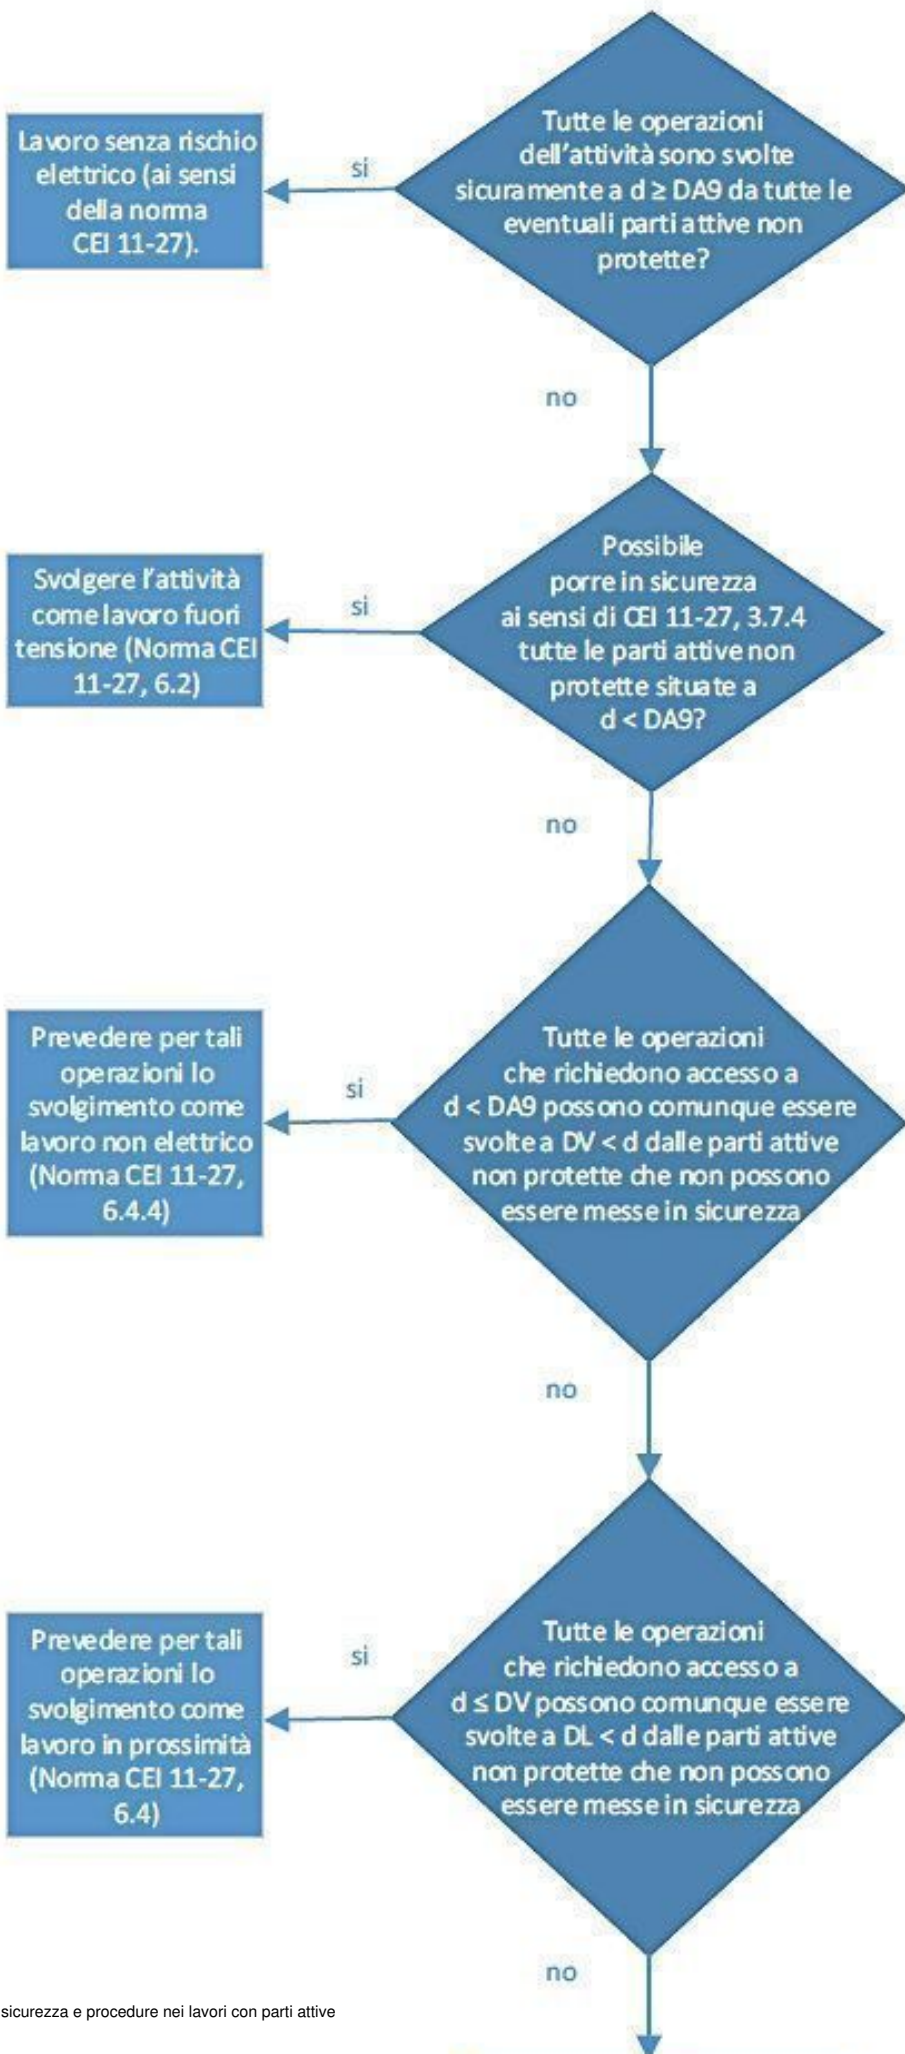 Tutte le operazioni
dell'attività sono svolte
sicuramente a d ≥ DA9 da tutte le
eventuali parti attive non
protette?
si
Lavoro senza rischio
elettrico (ai sensi
della norma
CEI 11-27).
no
Possibile
porre in sicurezza
ai sensi di CEI 11-27, 3.7.4
tutte le parti attive non
protette situate a
d < DA9?
si
Svolgere l'attività
come lavoro fuori
tensione (Norma CEI
11-27, 6.2)
no
Tutte le operazioni
che richiedono accesso a
d < DA9 possono comunque essere
svolte a DV < d dalle parti attive
non protette che non possono
essere messe in sicurezza
si
Prevedere per tali
operazioni lo
svolgimento come
lavoro non elettrico
(Norma CEI 11-27,
6.4.4)
no
Tutte le operazioni
che richiedono accesso a
d ≤ DV possono comunque essere
svolte a DL < d dalle parti attive
non protette che non possono
essere messe in sicurezza
si
Prevedere per tali
operazioni lo
svolgimento come
lavoro in prossimità
(Norma CEI 11-27,
6.4)
no
sicurezza e procedure nei lavori con parti attive